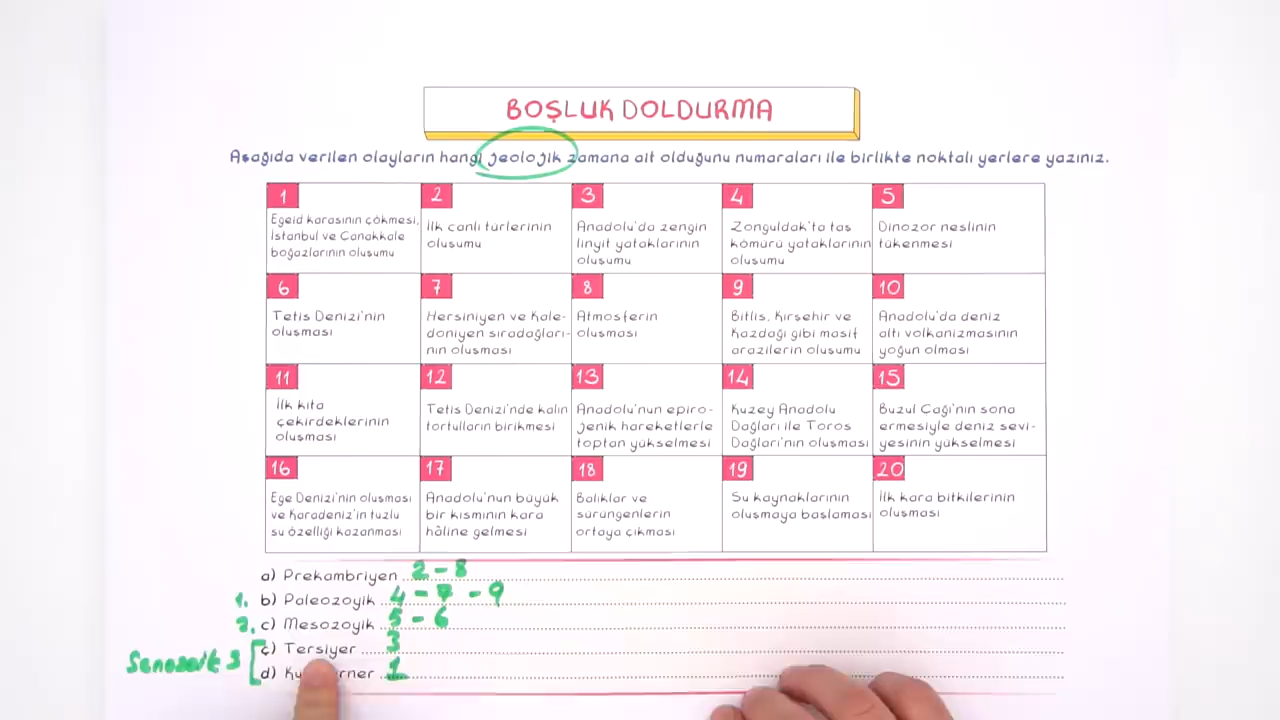 BOŞLUK DOLDURMA
Aşağıda verilen olayların hangi jeolojik zamana ait olduğunu numaraları ile birlikte noktalı yerlere yazınız.
1
Egeid karasının çökmesi,
İstanbul ve Çanakkale
boğazlarının oluşumu
2
İlk canlı türlerinin
oluşumu
3
Anadolu'da zengin
linyit yataklarının
oluşumu
4
Zonguldak'ta taş
kömürü yataklarının
oluşumu
5
Dinozor neslinin
tükenmesi
6
Tetis Denizi'nin
oluşması
7
Hersiniyen ve Kale-
doniyen sıradağları-
nın oluşması
8
Atmosferin
oluşması
9
Bitlis, Kırşehir ve
Kazdağı gibi masif
arazilerin oluşumu
10
Anadolu'da deniz
altı volkanizmasının
yoğun olması
11
İlk kıta
çekirdeklerinin
oluşması
12
Tetis Denizi'nde kalın
tortulların birikmesi
13
Anadolu'nun epiro-
jenik hareketlerle
toptan yükselmesi
14
Kuzey Anadolu
Dağları ile Toros
Dağları'nın oluşması
15
Buzul Çağı'nın sona
ermesiyle deniz sevi-
yesinin yükselmesi
16
Ege Denizi'nin oluşması
ve Karadeniz'in tuzlu
su özelliği kazanması
17
Anadolu'nun büyük
bir kısmının kara
hâline gelmesi
18
Balıklar ve
sürüngenlerin
ortaya çıkması
19
Su kaynaklarının
oluşmaya başlaması
20
İlk kara bitkilerinin
oluşması
a) Prekambriyen 2 - 8
1. b) Paleozoyik 4 - 7 - 9
2. c) Mesozoyik 5 - 6
Senozoik 3 ç) Tersiyer 3
d) 1